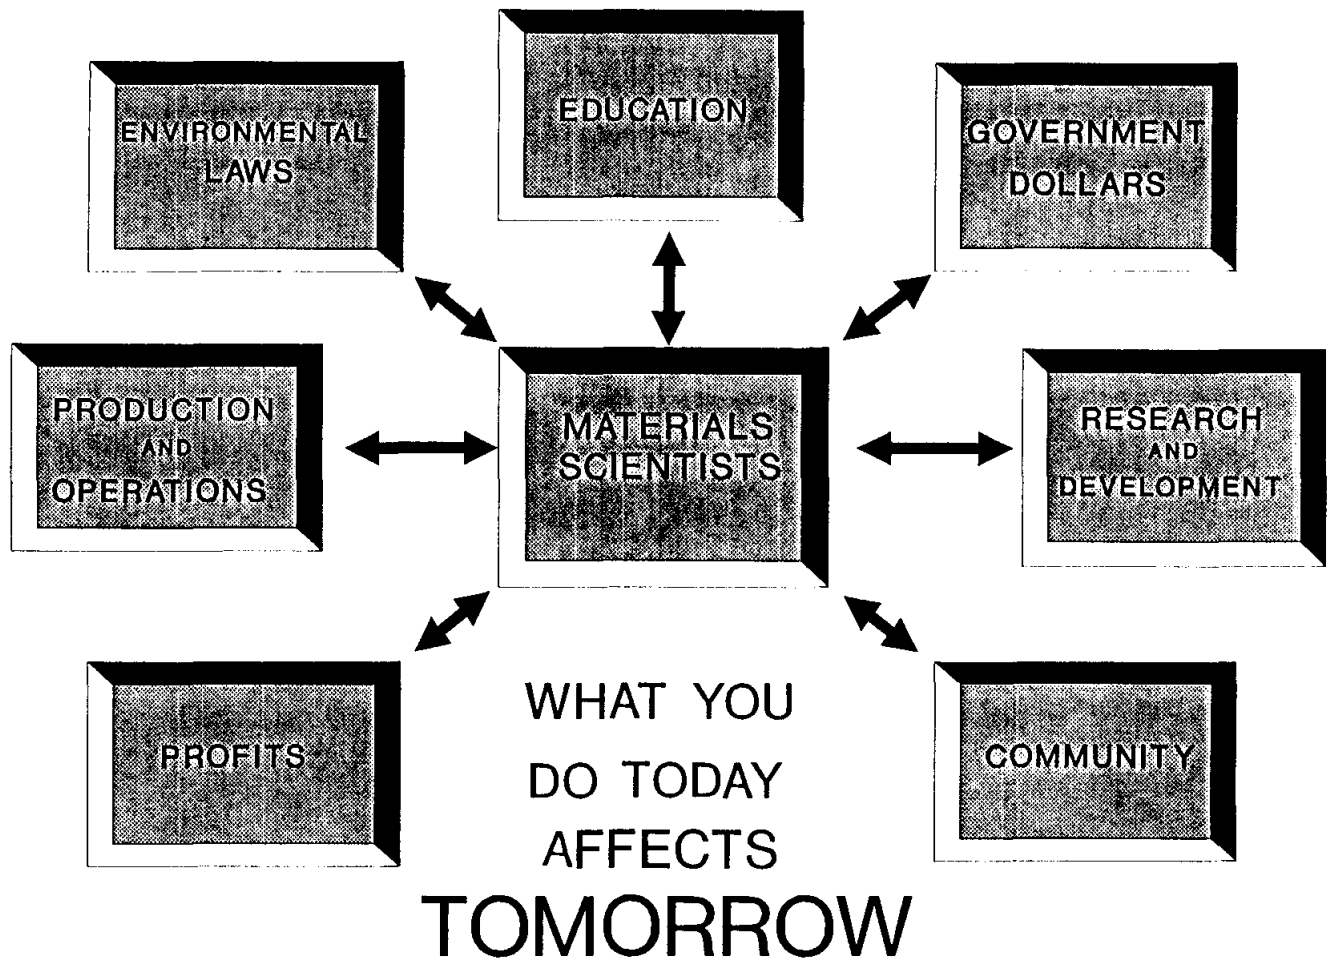 EDUCATION
ENVIRONMENTAL
LAWS
GOVERNMENT
DOLLARS
PRODUCTION
AND
OPERATIONS
MATERIALS
SCIENTISTS
RESEARCH
AND
DEVELOPMENT
PROFITS
COMMUNITY
WHAT YOU
DO TODAY
AFFECTS
TOMORROW